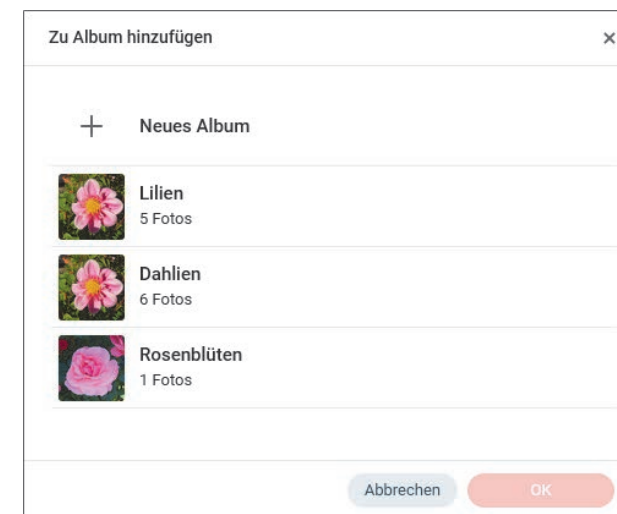 Zu Album hinzufügen
Neues Album
Lilien
5 Fotos
Dahlien
6 Fotos
Rosenblüten
1 Fotos
Abbrechen OK